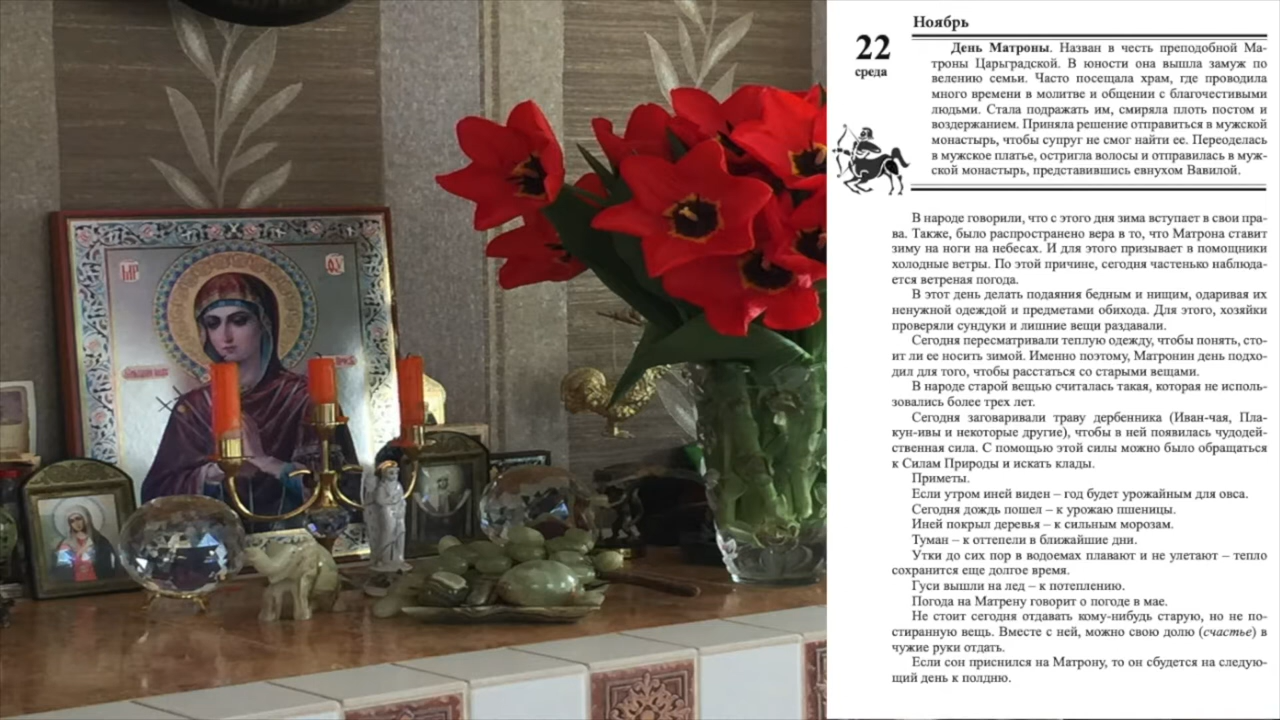 Ноябрь
22
среда
День Матроны. Назван в честь преподобной Ма-
троны Царьградской. В юности она вышла замуж по
велению семьи. Часто посещала храм, где проводила
много времени в молитве и общении с благочестивыми
людьми. Стала подражать им, смиряла плоть постом и
воздержанием. Приняла решение отправиться в мужской
монастырь, чтобы супруг не смог найти ее. Переоделась
в мужское платье, остригла волосы и отправилась в муж-
ской монастырь, представившись евнухом Вавилой.
В народе говорили, что с этого дня зима вступает в свои пра-
ва. Также, было распространено вера в то, что Матрона ставит
зиму на ноги на небесах. И для этого призывает в помощники
холодные ветры. По этой причине, сегодня частенько наблюда-
ется ветреная погода.
В этот день делать подаяния бедным и нищим, одаривая их
ненужной одеждой и предметами обихода. Для этого, хозяйки
проверяли сундуки и лишние вещи раздавали.
Сегодня пересматривали теплую одежду, чтобы понять, сто-
ит ли ее носить зимой. Именно поэтому, Матронин день подхо-
дил для того, чтобы расстаться со старыми вещами.
В народе старой вещью считалась такая, которая не исполь-
зовались более трех лет.
Сегодня заговаривали траву дербенника (Иван-чая, Пла-
кун-ивы и некоторые другие), чтобы в ней появилась чудодей-
ственная сила. С помощью этой силы можно было обращаться
к Силам Природы и искать клады.
Приметы.
Если утром иней виден – год будет урожайным для овса.
Сегодня дождь пошел – к урожаю пшеницы.
Иней покрыл деревья – к сильным морозам.
Туман – к оттепели в ближайшие дни.
Утки до сих пор в водоемах плавают и не улетают – тепло
сохранится еще долгое время.
Гуси вышли на лед – к потеплению.
Погода на Матрену говорит о погоде в мае.
Не стоит сегодня отдавать кому-нибудь старую, но не по-
стиранную вещь. Вместе с ней, можно свою долю (счастье) в
чужие руки отдать.
Если сон приснился на Матрону, то он сбудется на следую-
щий день к полдню.